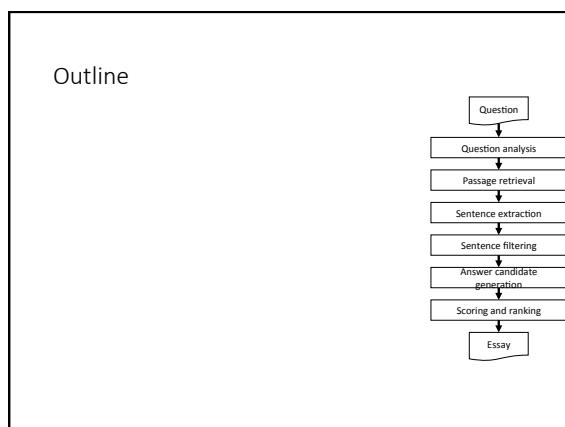 Outline
Question
Question analysis
Passage retrieval
Sentence extraction
Sentence filtering
Answer candidate
generation
Scoring and ranking
Essay